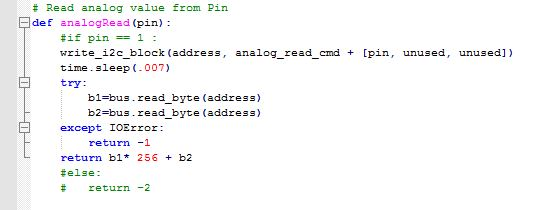 # Read analog value from Pin
def analogRead(pin):
    #if pin == 1 :
    write_i2c_block(address, analog_read_cmd + [pin, unused, unused])
    time.sleep(.007)
    try:
        b1=bus.read_byte(address)
        b2=bus.read_byte(address)
    except IOError:
        return -1
    return b1* 256 + b2
    #else:
    #   return -2